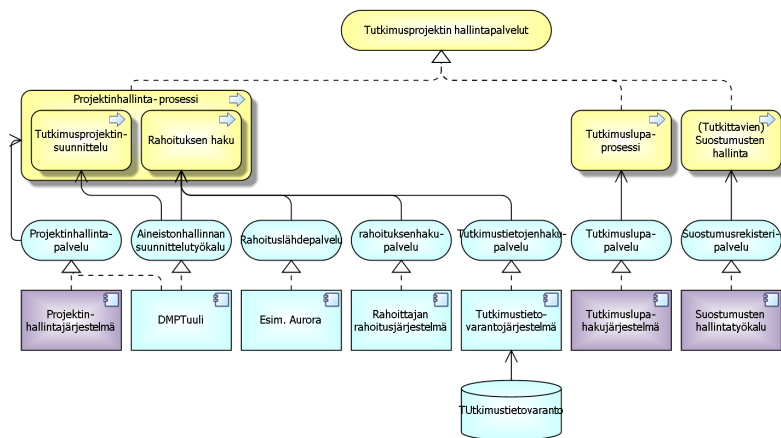 Tutkimusprojektin hallintapalvelut
Projektinhallinta-prosessi
Tutkimusprojektin-
suunnittelu
Rahoituksen haku
Tutkimuslupa-
prosessi
(Tutkittavien)
Suostumusten
hallinta
Projektinhallinta-
palvelu
Aineistonhallinnan
suunnittelutyökalu
Rahoituslähdepalvelu
rahoituksenhaku-
palvelu
Tutkimustietojenhaku-
palvelu
Tutkimuslupa-
palvelu
Suostumusrekisteri-
palvelu
Projektin-
hallintajärjestelmä
DMPTuuli
Esim. Aurora
Rahoittajan
rahoitusjärjestelmä
Tutkimustieto-
varantojärjestelmä
Tutkimuslupa-
hakujärjestelmä
Suostumusten
hallintatyökalu
TUtkimustietovaranto